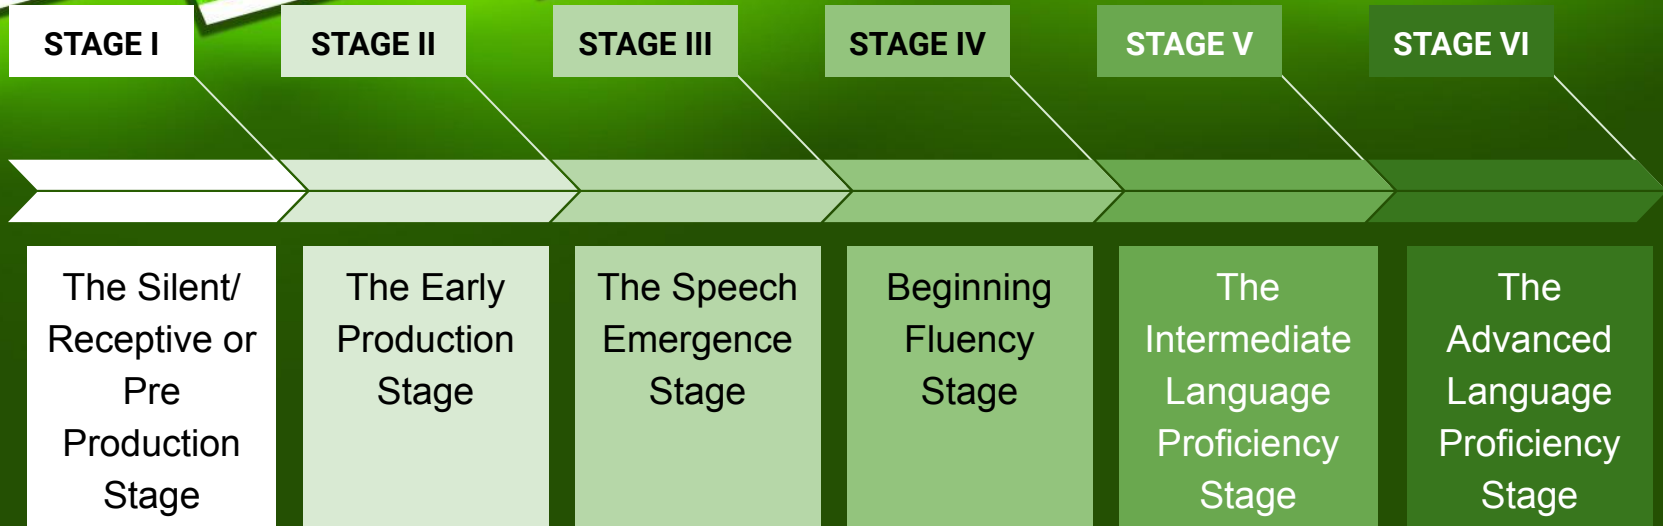 STAGE I
STAGE II
STAGE III
STAGE IV
STAGE V
STAGE VI
The Silent/
Receptive or
Pre
Production
Stage
The Early
Production
Stage
The Speech
Emergence
Stage
Beginning
Fluency
Stage
The
Intermediate
Language
Proficiency
Stage
The
Advanced
Language
Proficiency
Stage